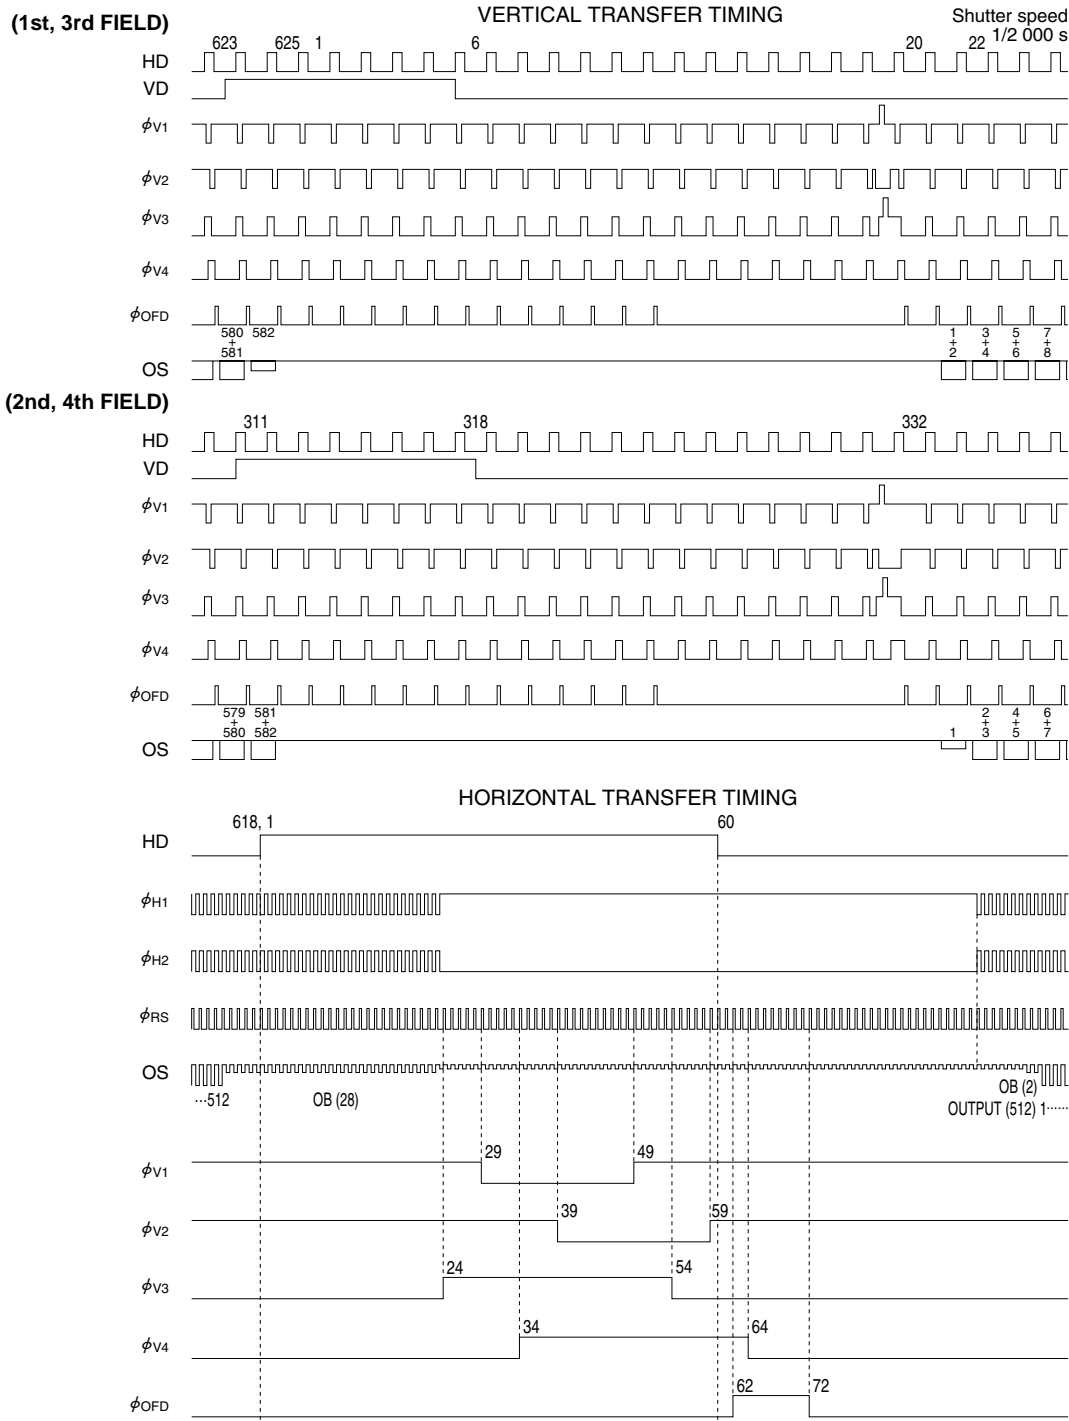 (1st, 3rd FIELD)
VERTICAL TRANSFER TIMING
Shutter speed
1/2 000 s
623 625 1 6 20 22
HD
VD
ϕV1
ϕV2
ϕV3
ϕV4
ϕOFD
580 + 581 582 1 + 2 3 + 4 5 + 6 7 + 8
OS
(2nd, 4th FIELD)
311 318 332
HD
VD
ϕV1
ϕV2
ϕV3
ϕV4
ϕOFD
579 + 580 581 + 582 1 2 + 3 4 + 5 6 + 7
OS
HORIZONTAL TRANSFER TIMING
618, 1 60
HD
ϕH1
ϕH2
ϕRS
OS
···512 OB (28) OB (2)
OUTPUT (512) 1······
29 49
ϕV1
39 59
ϕV2
24 54
ϕV3
34 64
ϕV4
62 72
ϕOFD